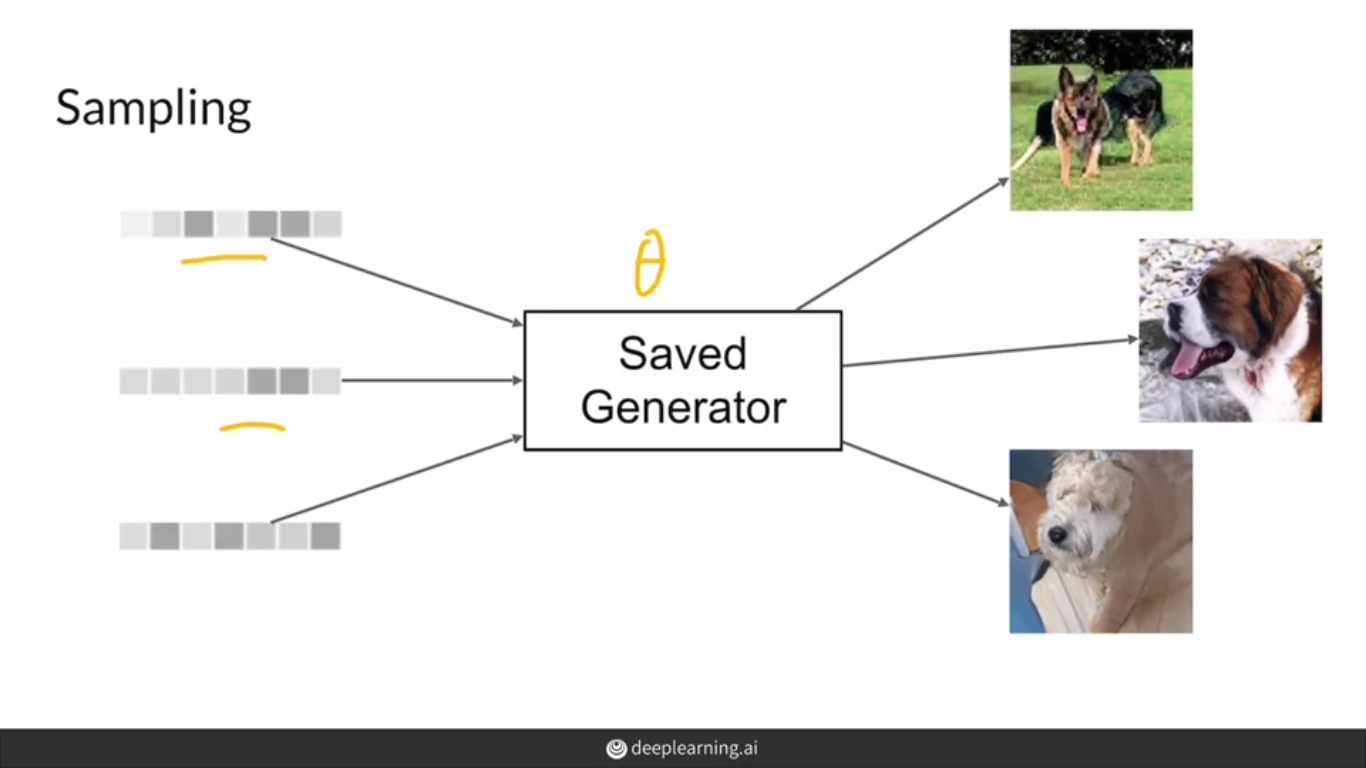 Sampling
θ
Saved
Generator
deeplearning.ai